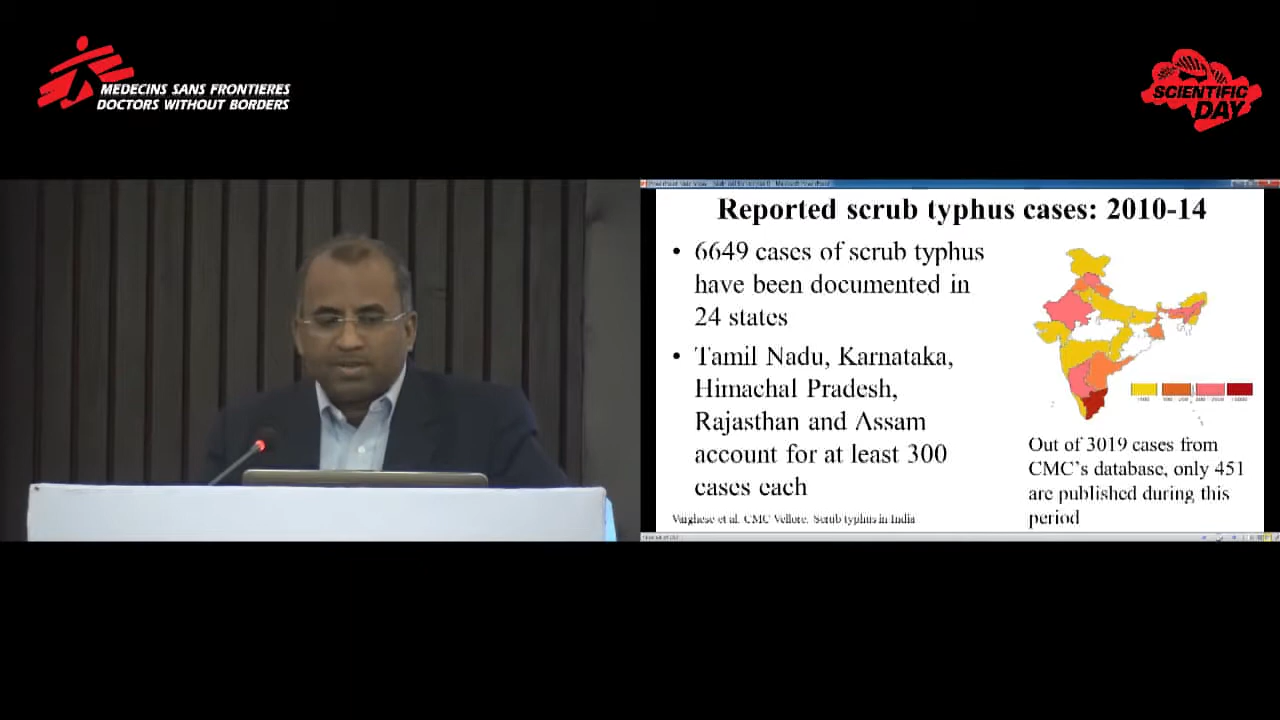 MEDECINS SANS FRONTIERES
DOCTORS WITHOUT BORDERS
SCIENTIFIC
DAY
Reported scrub typhus cases: 2010-14
• 6649 cases of scrub typhus
have been documented in
24 states
• Tamil Nadu, Karnataka,
Himachal Pradesh,
Rajasthan and Assam
account for at least 300
cases each
Varghese et al. CMC Vellore. Scrub typhus in India
Out of 3019 cases from
CMC's database, only 451
are published during this
period